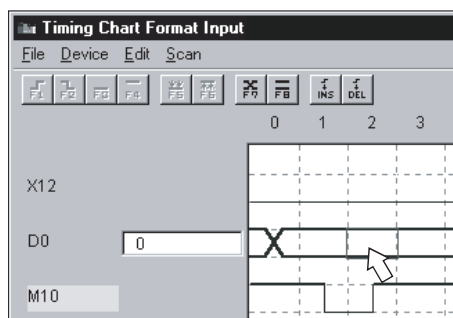 Timing Chart Format Input
File Device Edit Scan
F1 F2 F3 F4 F5 F6 F7 F8 INS DEL
0 1 2 3
X12
D0 0
M10